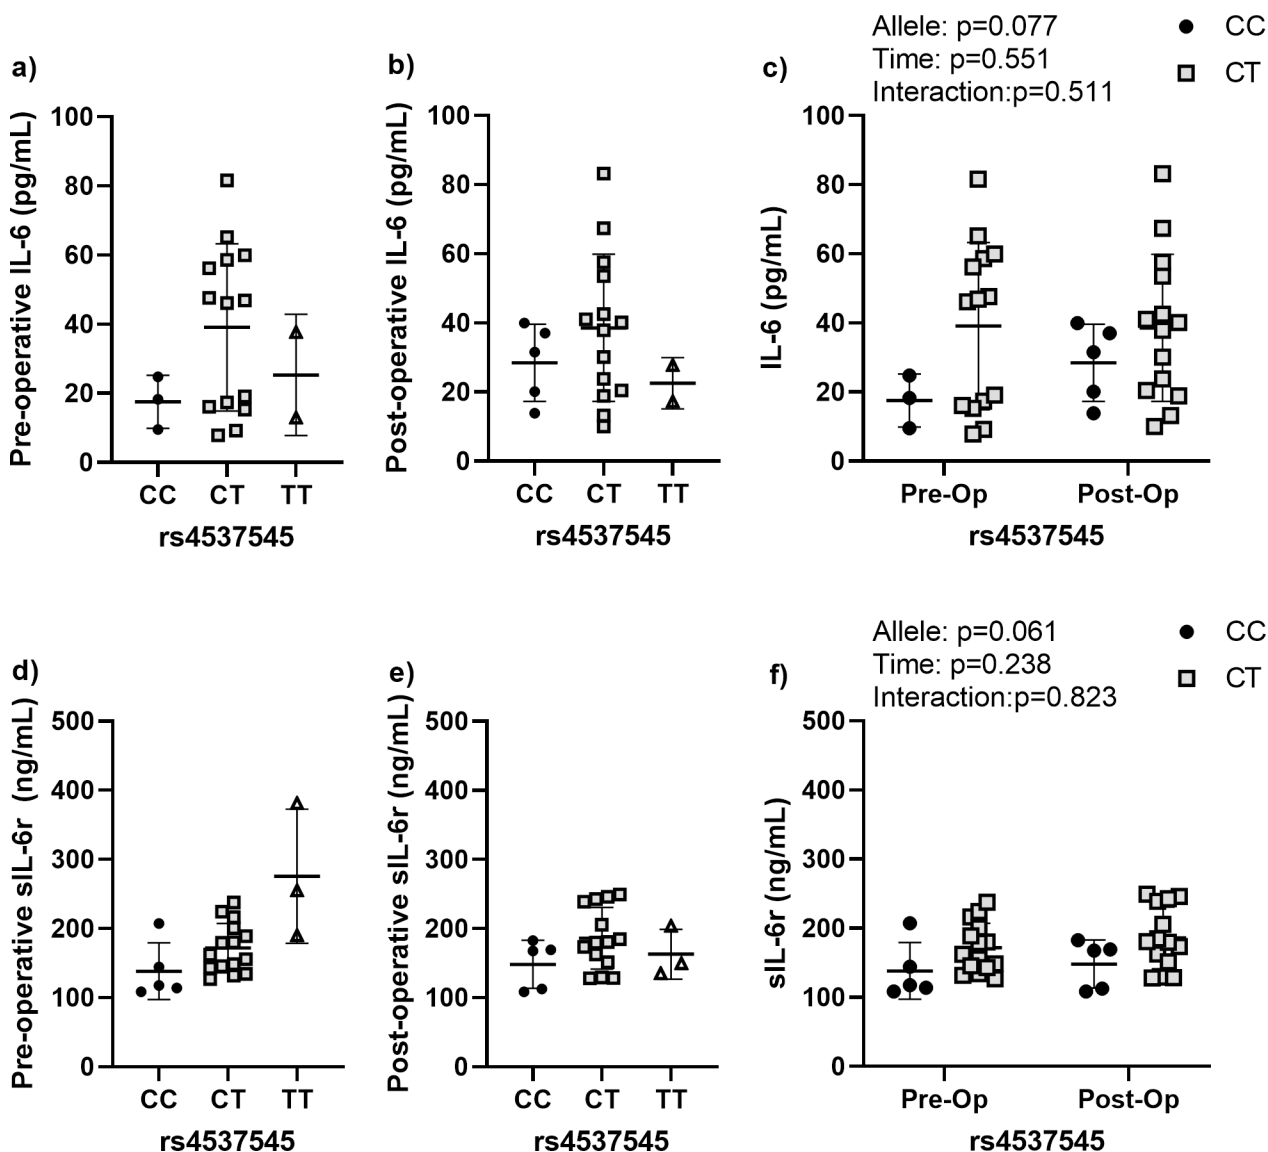 a)
Pre-operative IL-6 (pg/mL)
100
80
60
40
20
0
CC CT TT
rs4537545
b)
Post-operative IL-6 (pg/mL)
100
80
60
40
20
0
CC CT TT
rs4537545
c)
Allele: p=0.077
Time: p=0.551
Interaction:p=0.511
CC
CT
IL-6 (pg/mL)
100
80
60
40
20
0
Pre-Op Post-Op
rs4537545
d)
Pre-operative sIL-6r (ng/mL)
500
400
300
200
100
0
CC CT TT
rs4537545
e)
Post-operative sIL-6r (ng/mL)
500
400
300
200
100
0
CC CT TT
rs4537545
f)
Allele: p=0.061
Time: p=0.238
Interaction:p=0.823
CC
CT
sIL-6r (ng/mL)
500
400
300
200
100
0
Pre-Op Post-Op
rs4537545